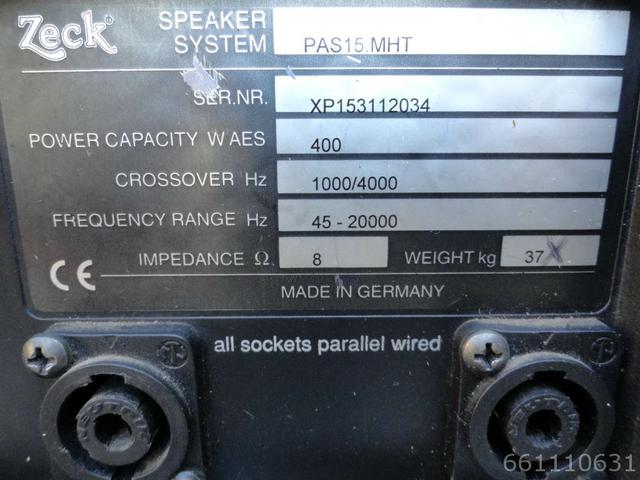 Zeck® SPEAKER SYSTEM PAS15.MHT
SER.NR. XP153112034
POWER CAPACITY W AES 400
CROSSOVER Hz 1000/4000
FREQUENCY RANGE Hz 45 - 20000
IMPEDANCE Ω 8 WEIGHT kg 37
CE MADE IN GERMANY
all sockets parallel wired
661110631